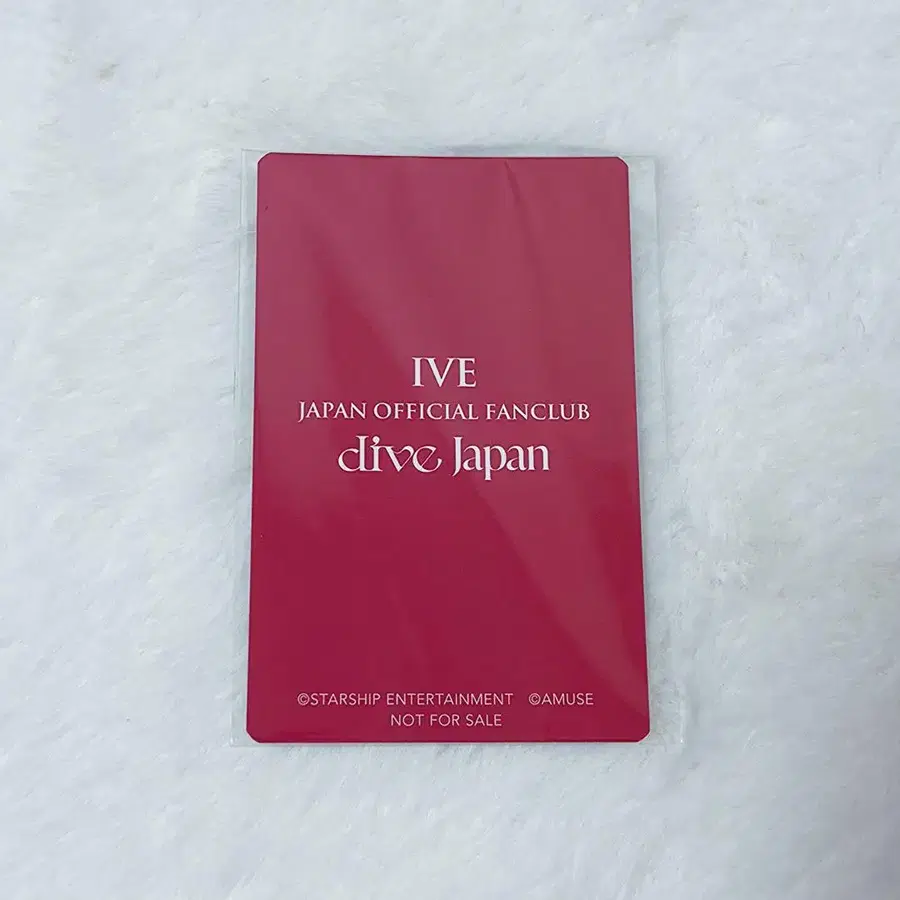 IVE
JAPAN OFFICIAL FANCLUB
dive Japan
©STARSHIP ENTERTAINMENT ©AMUSE
NOT FOR SALE